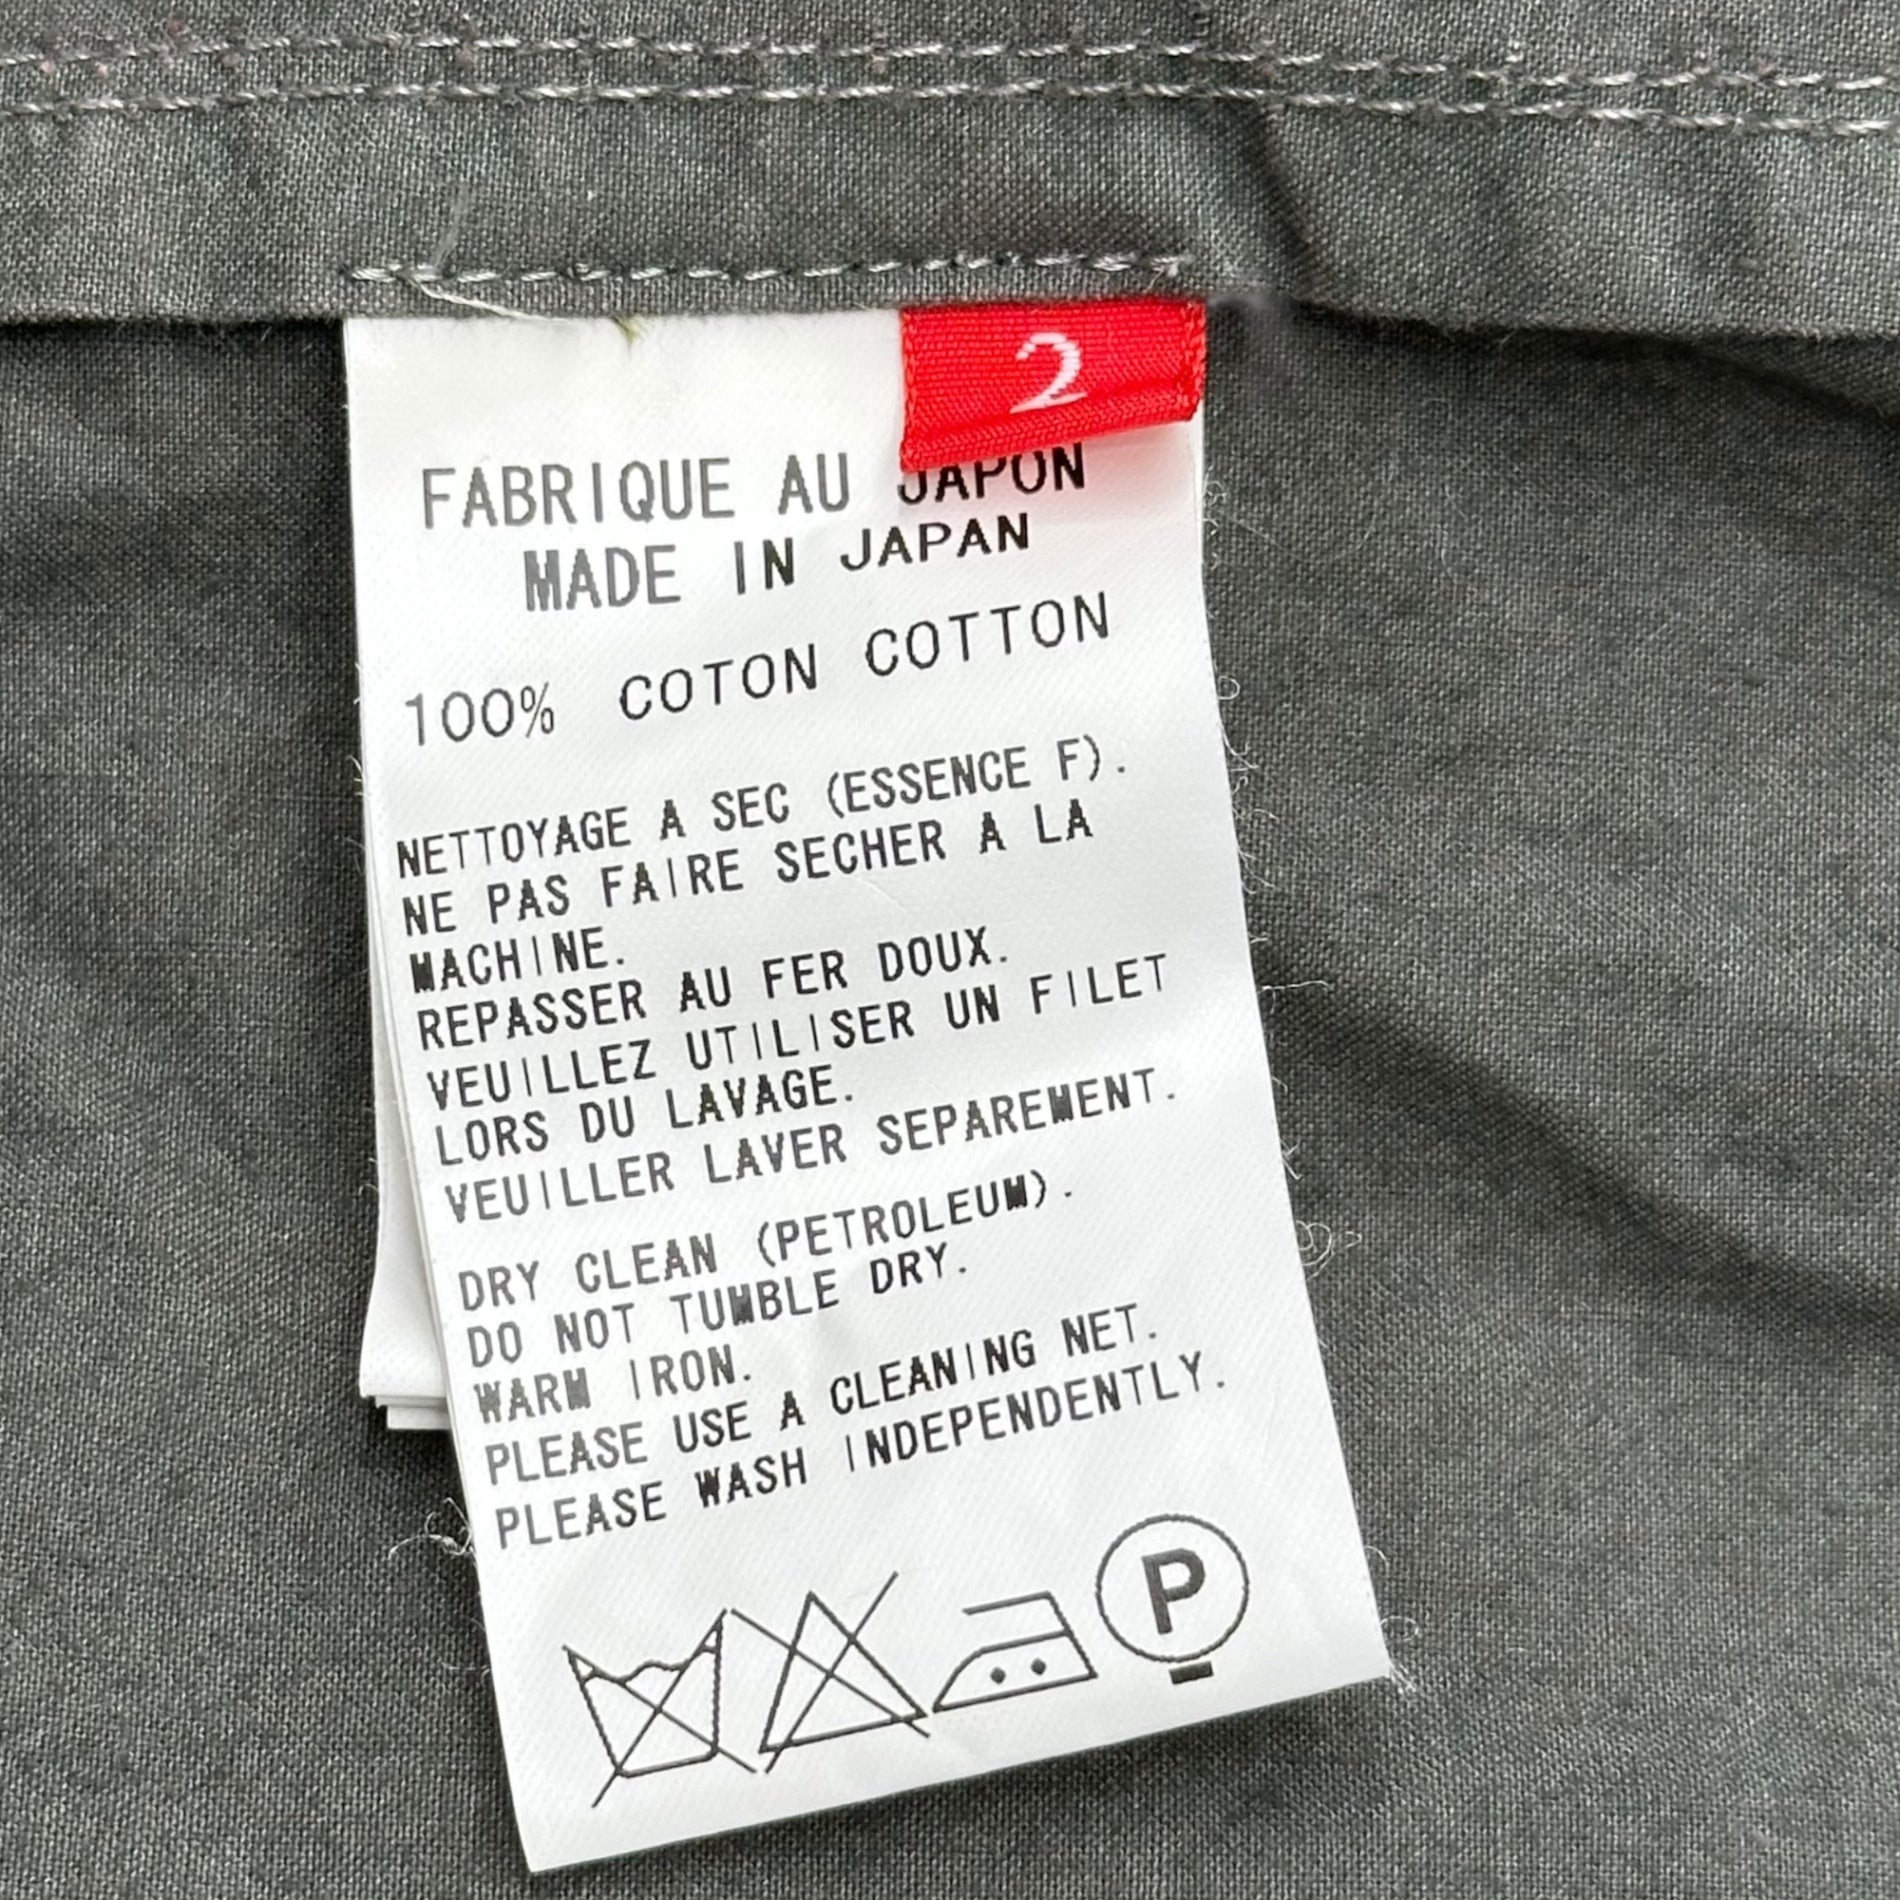 2
FABRIQUE AU JAPON
MADE IN JAPAN
100% COTON COTTON
NETTOYAGE A SEC (ESSENCE F).
NE PAS FAIRE SECHER A LA
MACHINE.
REPASSER AU FER DOUX.
VEUILLEZ UTILISER UN FILET
LORS DU LAVAGE.
VEUILLER LAVER SEPAREMENT.
DRY CLEAN (PETROLEUM).
DO NOT TUMBLE DRY.
WARM IRON.
PLEASE USE A CLEANING NET.
PLEASE WASH INDEPENDENTLY.
P